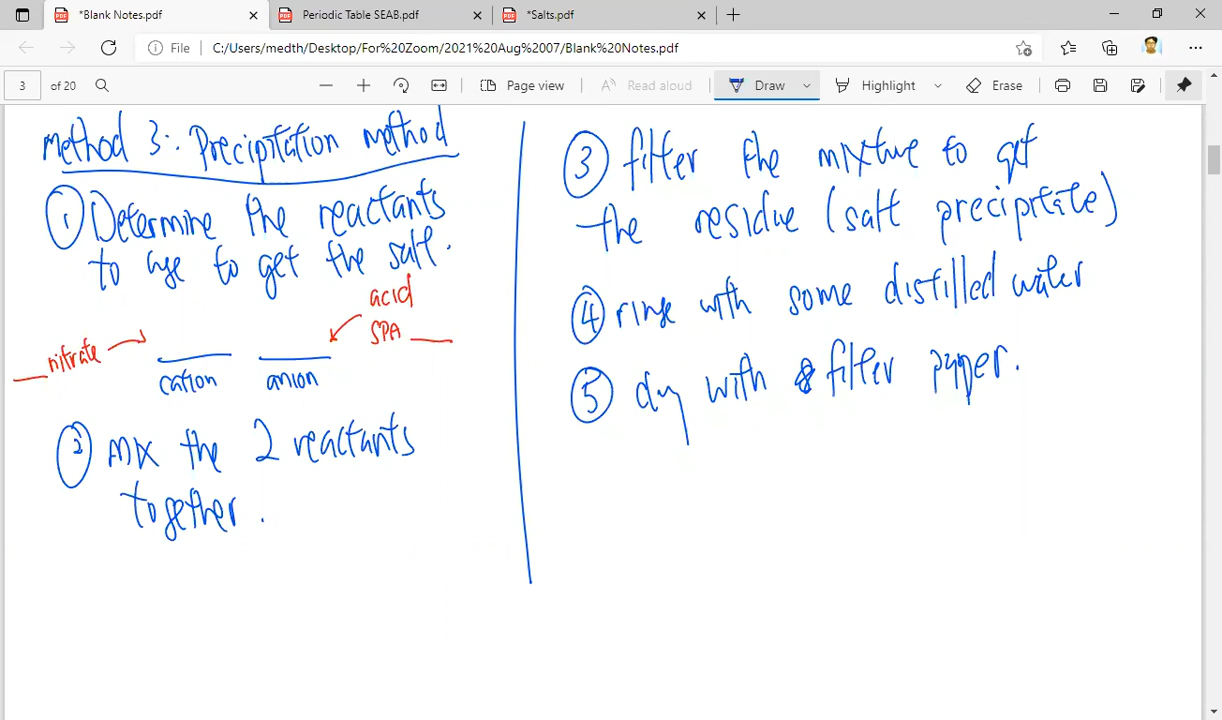 *Blank Notes.pdf
Periodic Table SEAB.pdf
*Salts.pdf
File
C:/Users/medth/Desktop/For%20Zoom/2021%20Aug%2007/Blank%20Notes.pdf
3 of 20
Page view
Read aloud
Draw
Highlight
Erase
Method 3: Precipitation method
① Determine the reactants
to use to get the salt.
acid
SPA
nitrate
cation
anion
② mix the 2 reactants
together.
③ filter the mixture to get
the residue (salt precipitate)
④ rinse with some distilled water
⑤ dry with filter paper.